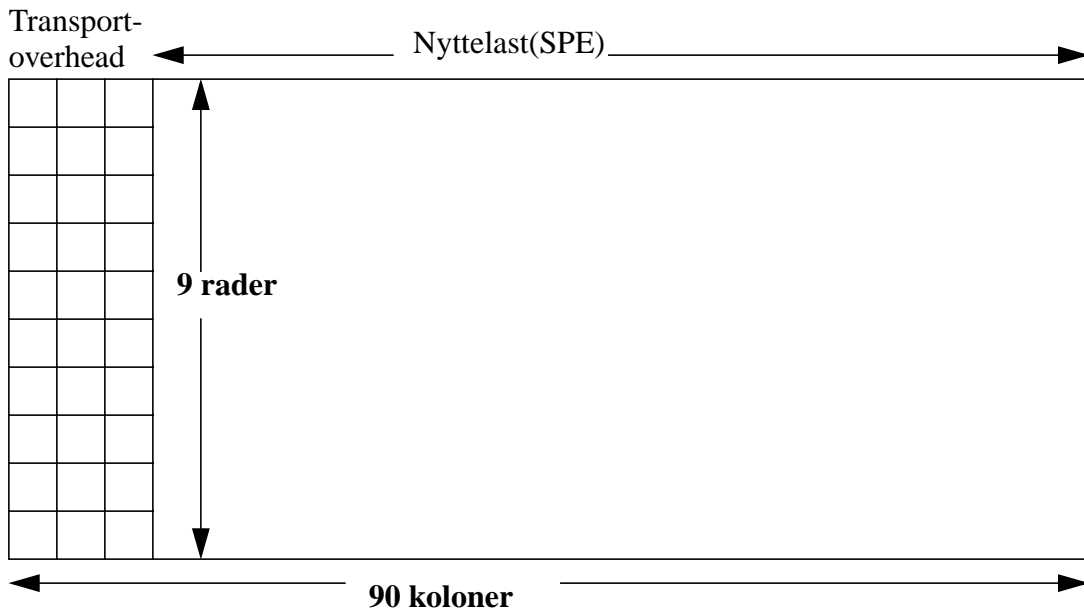 Transport-
overhead
Nyttelast(SPE)
9 rader
90 koloner